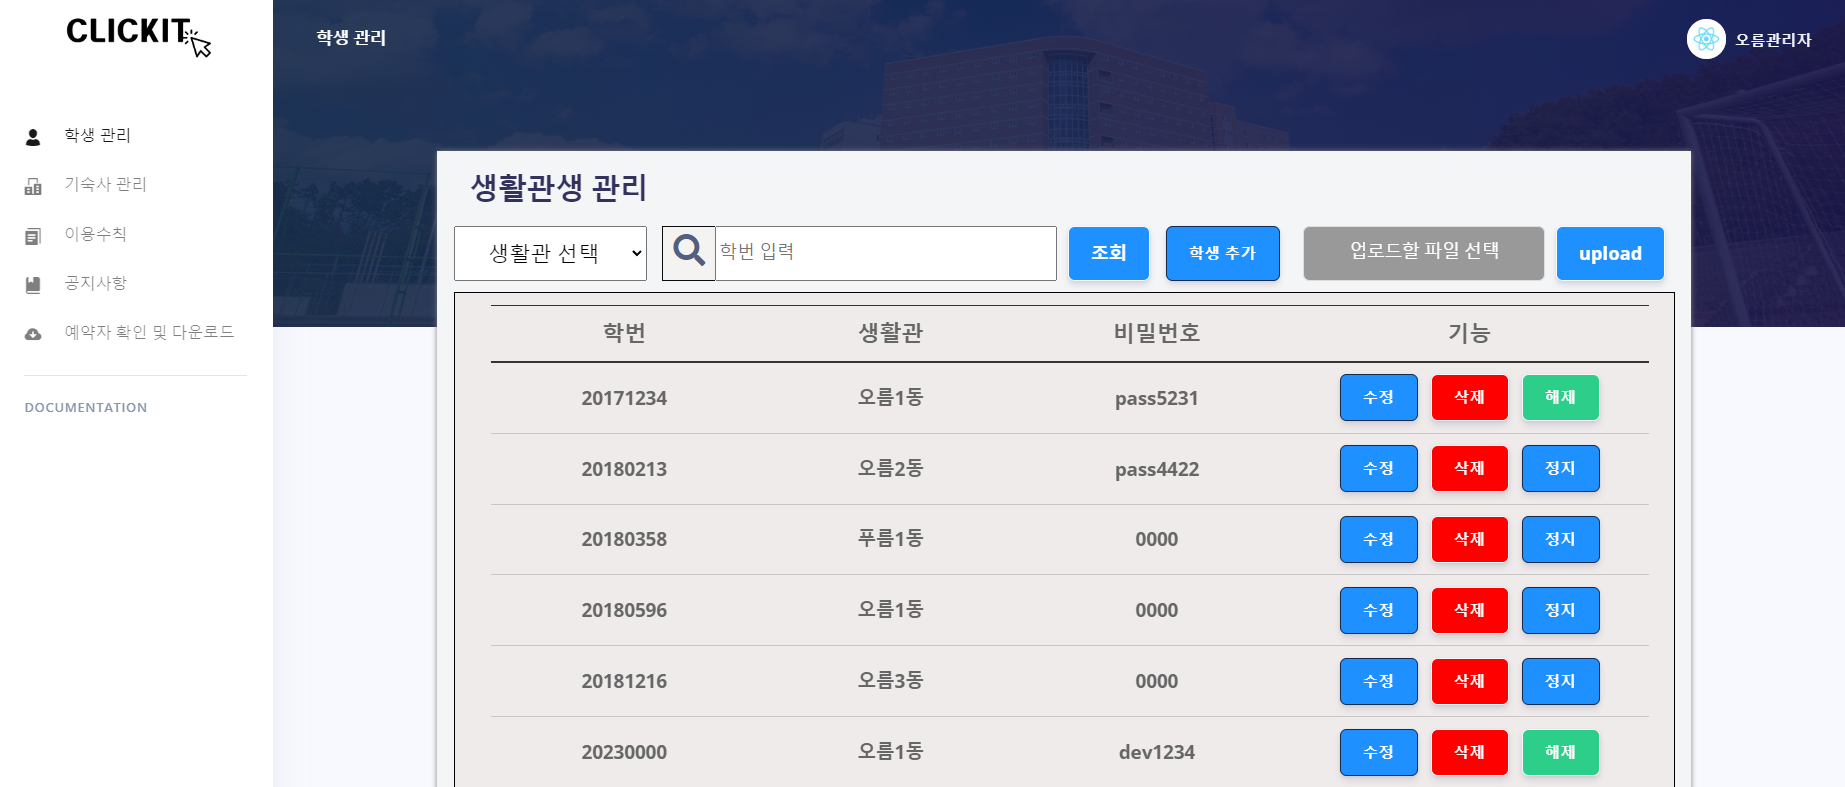 CLICKIT
학생 관리
기숙사 관리
이용수칙
공지사항
예약자 확인 및 다운로드
DOCUMENTATION
학생 관리
오름관리자
생활관생 관리
생활관 선택 학번 입력 조회 학생 추가 업로드할 파일 선택 upload
학번 생활관 비밀번호 기능
20171234 오름1동 pass5231 수정 삭제 해제
20180213 오름2동 pass4422 수정 삭제 정지
20180358 푸름1동 0000 수정 삭제 정지
20180596 오름1동 0000 수정 삭제 정지
20181216 오름3동 0000 수정 삭제 정지
20230000 오름1동 dev1234 수정 삭제 해제